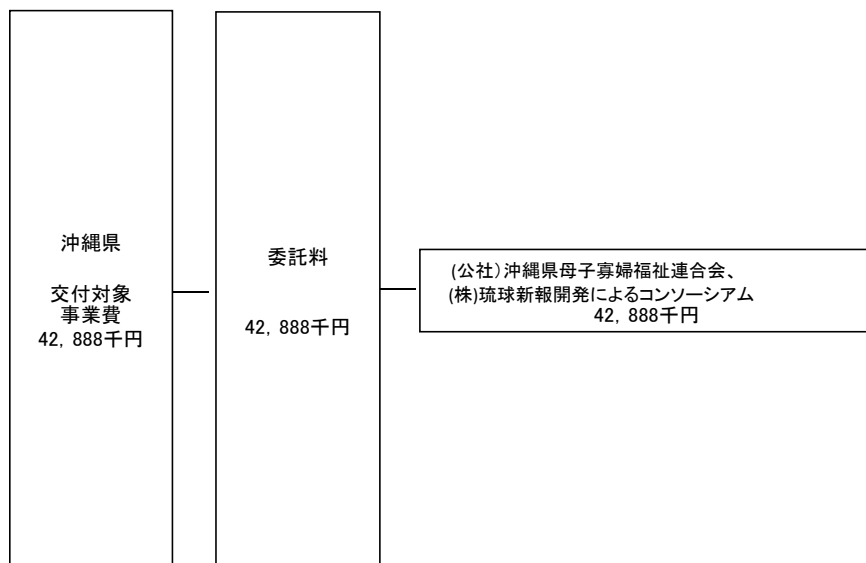 沖縄県
交付対象
事業費
42，888千円
委託料
42，888千円
(公社)沖縄県母子寡婦福祉連合会、
(株)琉球新報開発によるコンソーシアム
42，888千円